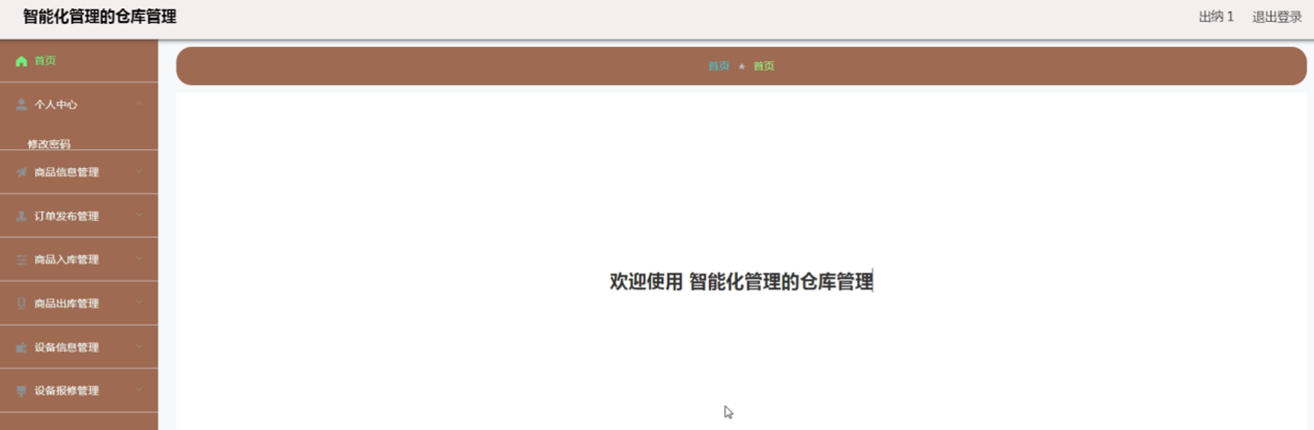 智能化管理的仓库管理
出纳 1 退出登录
首页
首页 ★ 首页
个人中心
修改密码
商品信息管理
订单发布管理
商品入库管理
商品出库管理
设备信息管理
设备报修管理
欢迎使用 智能化管理的仓库管理